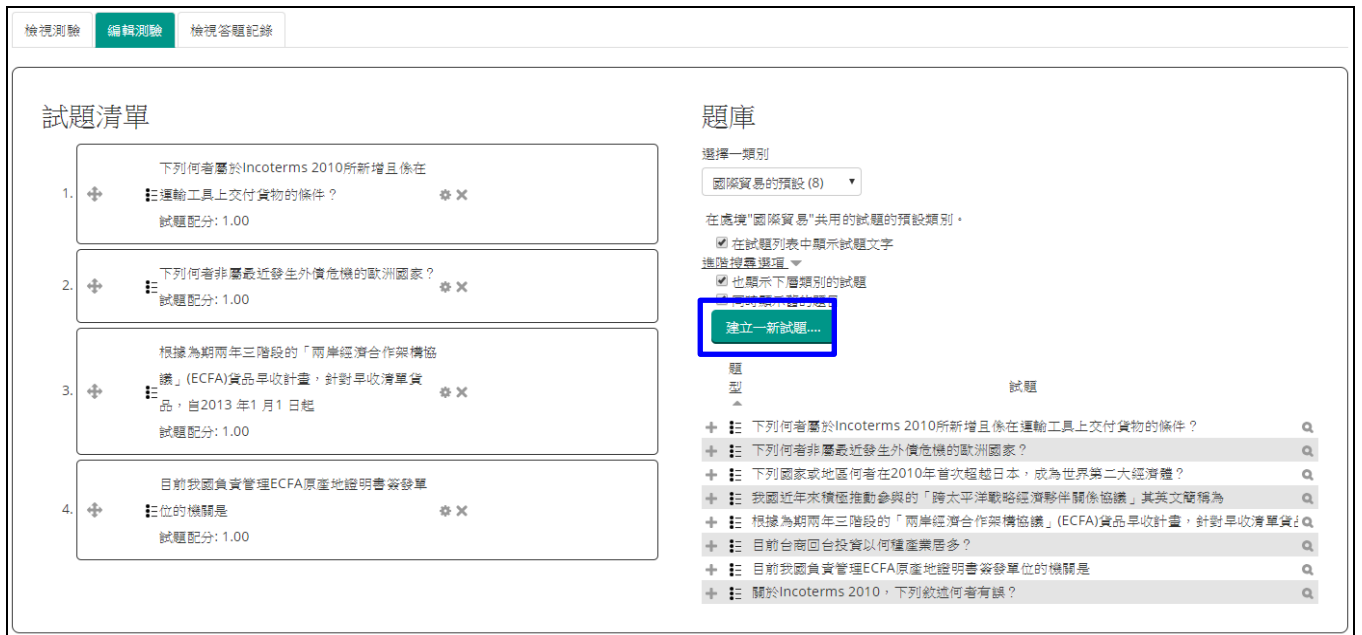 檢視測驗
編輯測驗
檢視答題記錄
試題清單
1.
下列何者屬於Incoterms 2010所新增且係在
運輸工具上交付貨物的條件？
試題配分: 1.00
2.
下列何者非屬最近發生外債危機的歐洲國家？
試題配分: 1.00
3.
根據為期兩年三階段的「兩岸經濟合作架構協
議」(ECFA)貨品早收計畫，針對早收清單貨
品，自2013 年1 月1 日起
試題配分: 1.00
4.
目前我國負責管理ECFA原產地證明書簽發單
位的機關是
試題配分: 1.00
題庫
選擇一類別
國際貿易的預設 (8)
在處境"國際貿易"共用的試題的預設類別。
在試題列表中顯示試題文字
進階搜尋選項
也顯示下層類別的試題
建立一新試題....
題
型
試題
下列何者屬於Incoterms 2010所新增且係在運輸工具上交付貨物的條件？
下列何者非屬最近發生外債危機的歐洲國家？
下列國家或地區何者在2010年首次超越日本，成為世界第二大經濟體？
我國近年來積極推動參與的「跨太平洋戰略經濟夥伴關係協議」其英文簡稱為
根據為期兩年三階段的「兩岸經濟合作架構協議」(ECFA)貨品早收計畫，針對早收清單貨
目前台商回台投資以何種產業居多？
目前我國負責管理ECFA原產地證明書簽發單位的機關是
關於Incoterms 2010，下列敘述何者有誤？